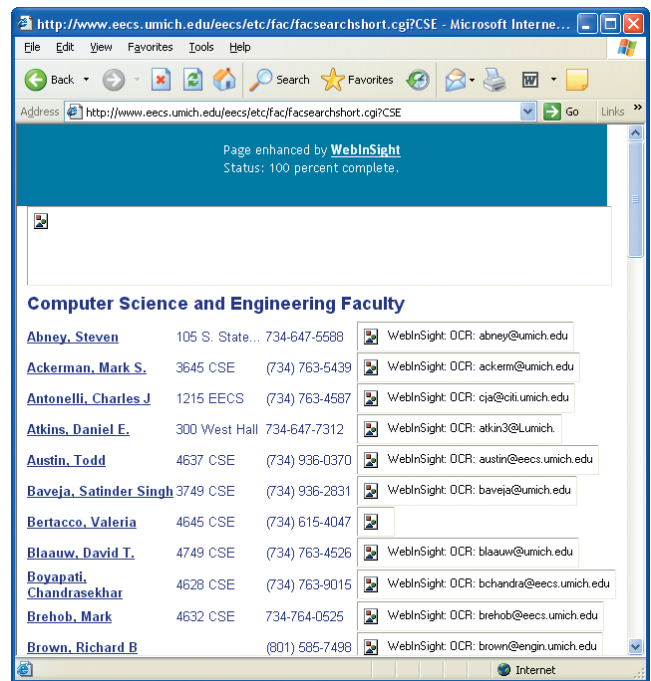 http://www.eecs.umich.edu/eecs/etc/fac/facsearchshort.cgi?CSE - Microsoft Interne...
File Edit View Favorites Tools Help
Back Search Favorites
Address http://www.eecs.umich.edu/eecs/etc/fac/facsearchshort.cgi?CSE Go Links »
Page enhanced by WebInSight
Status: 100 percent complete.
Computer Science and Engineering Faculty
Abney, Steven 105 S. State... 734-647-5588 WebInSight: OCR: abney@umich.edu
Ackerman, Mark S. 3645 CSE (734) 763-5439 WebInSight: OCR: ackerm@umich.edu
Antonelli, Charles J 1215 EECS (734) 763-4587 WebInSight: OCR: cja@citi.umich.edu
Atkins, Daniel E. 300 West Hall 734-647-7312 WebInSight: OCR: atkin3@Lumich.
Austin, Todd 4637 CSE (734) 936-0370 WebInSight: OCR: austin@eecs.umich.edu
Baveja, Satinder Singh 3749 CSE (734) 936-2831 WebInSight: OCR: baveja@umich.edu
Bertacco, Valeria 4645 CSE (734) 615-4047
Blaauw, David T. 4749 CSE (734) 763-4526 WebInSight: OCR: blaauw@umich.edu
Boyapati,
Chandrasekhar 4628 CSE (734) 763-9015 WebInSight: OCR: bchandra@eecs.umich.edu
Brehob, Mark 4632 CSE 734-764-0525 WebInSight: OCR: brehob@eecs.umich.edu
Brown, Richard B (801) 585-7498 WebInSight: OCR: brown@engin.umich.edu
Internet